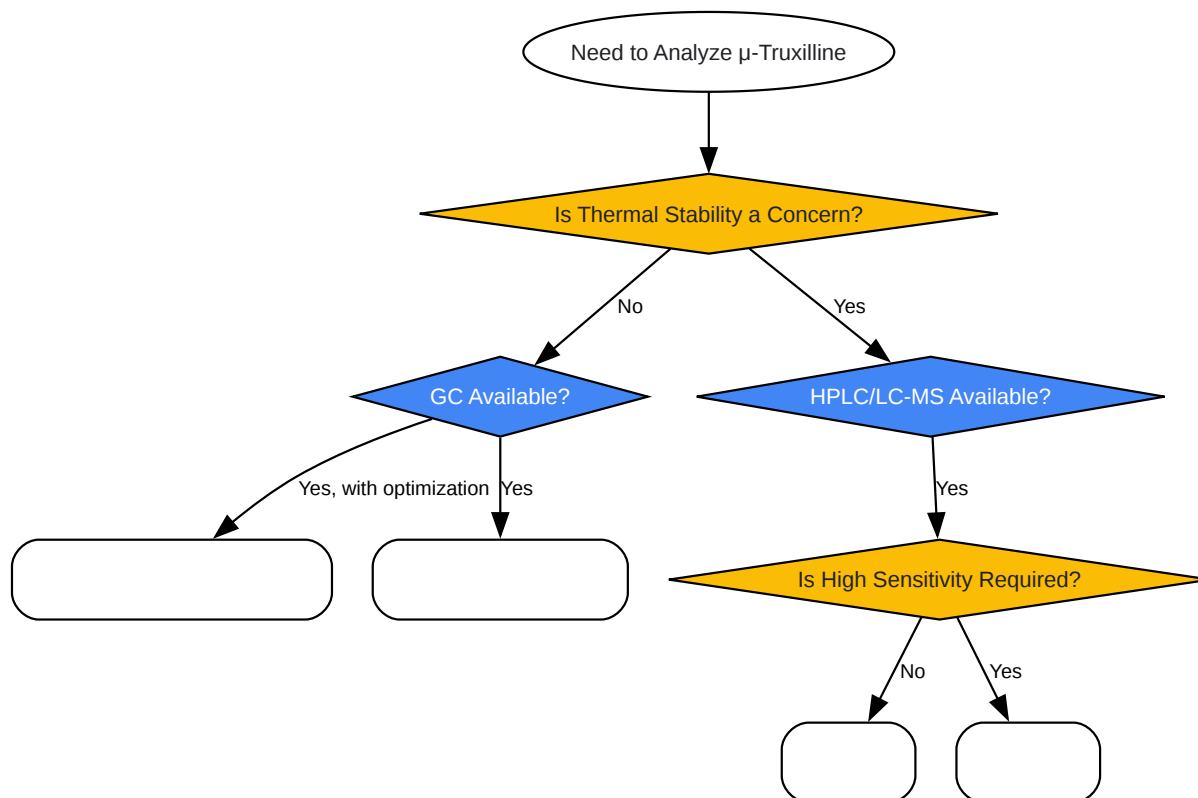 Need to Analyze μ-Truxilline
Is Thermal Stability a Concern?
No
Yes
GC Available?
HPLC/LC-MS Available?
Yes, with optimization
Yes
Yes
Is High Sensitivity Required?
No
Yes